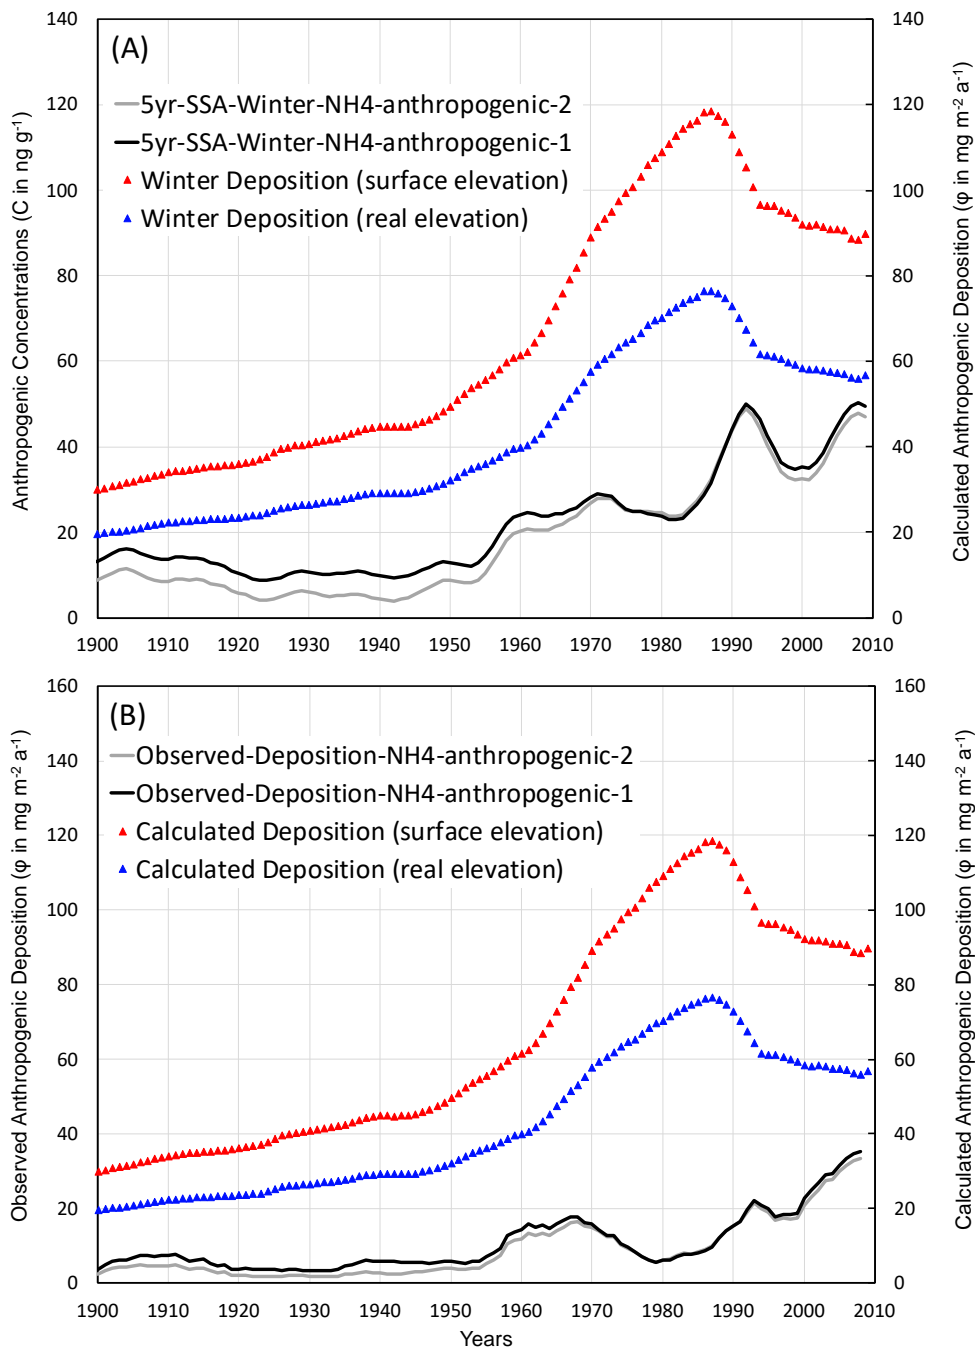 140
120
100
80
60
40
20
0
Anthropogenic Concentrations (C in ng g⁻¹)
(A)
5yr-SSA-Winter-NH4-anthropogenic-2
5yr-SSA-Winter-NH4-anthropogenic-1
Winter Deposition (surface elevation)
Winter Deposition (real elevation)
140
120
100
80
60
40
20
0
Calculated Anthropogenic Deposition (φ in mg m⁻² a⁻¹)
1900 1910 1920 1930 1940 1950 1960 1970 1980 1990 2000 2010
160
140
120
100
80
60
40
20
0
Observed Anthropogenic Deposition (φ in mg m⁻² a⁻¹)
(B)
Observed-Deposition-NH4-anthropogenic-2
Observed-Deposition-NH4-anthropogenic-1
Calculated Deposition (surface elevation)
Calculated Deposition (real elevation)
160
140
120
100
80
60
40
20
0
Calculated Anthropogenic Deposition (φ in mg m⁻² a⁻¹)
1900 1910 1920 1930 1940 1950 1960 1970 1980 1990 2000 2010
Years